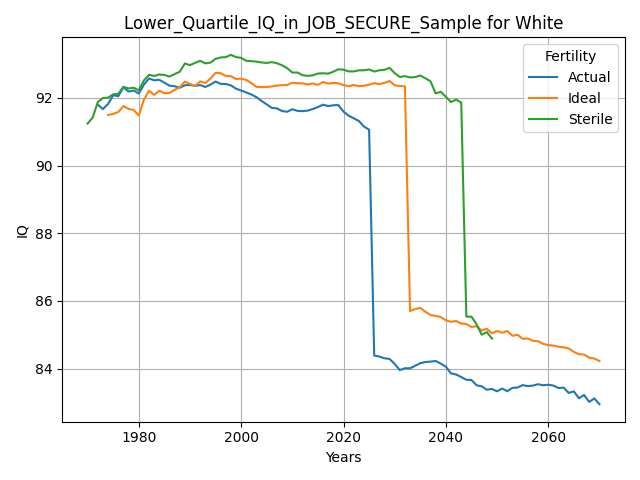 Lower_Quartile_IQ_in_JOB_SECURE_Sample for White
Fertility
Actual
Ideal
Sterile
IQ
92
90
88
86
84
1980
2000
2020
2040
2060
Years